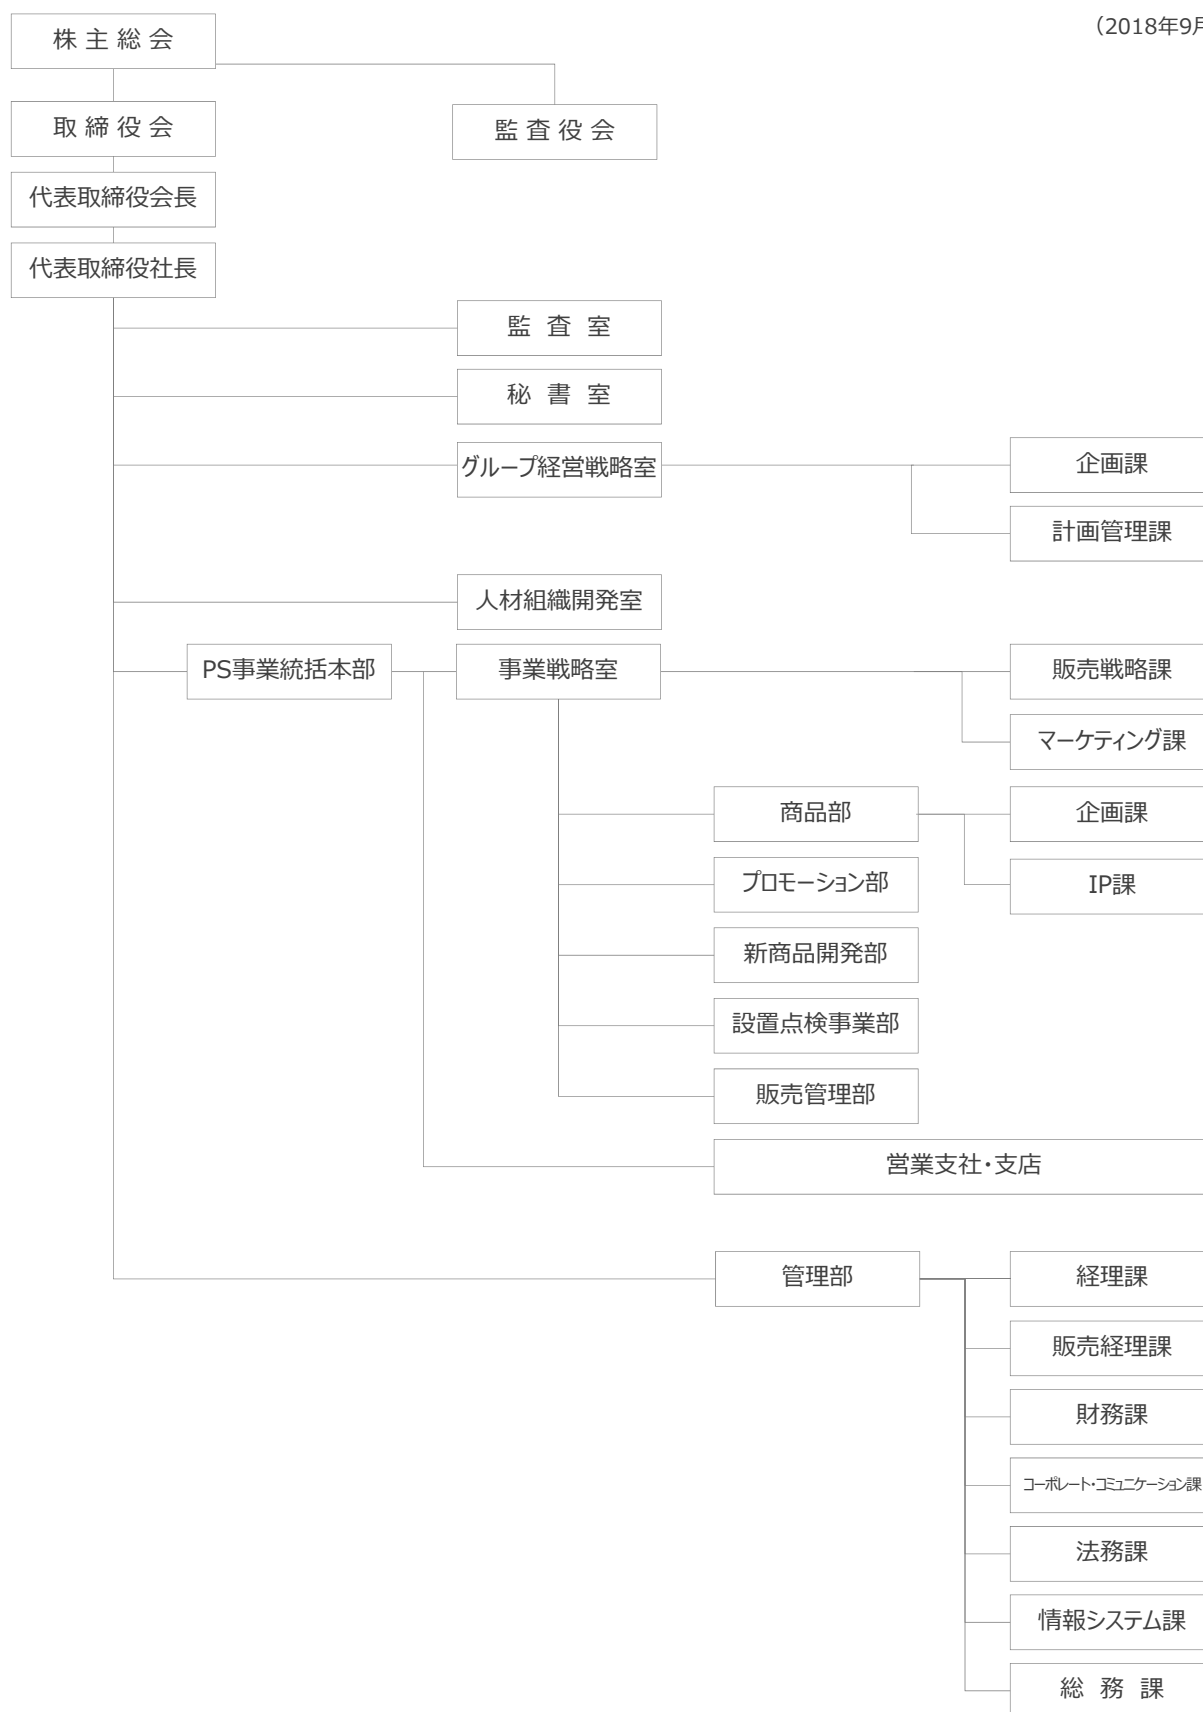 （2018年9月
株 主 総 会
取 締 役 会
監 査 役 会
代表取締役会長
代表取締役社長
監 査 室
秘 書 室
グループ経営戦略室
企画課
計画管理課
人材組織開発室
PS事業統括本部
事業戦略室
販売戦略課
マーケティング課
商品部
企画課
プロモーション部
IP課
新商品開発部
設置点検事業部
販売管理部
営業支社・支店
管理部
経理課
販売経理課
財務課
コーポレート・コミュニケーション課
法務課
情報システム課
総 務 課